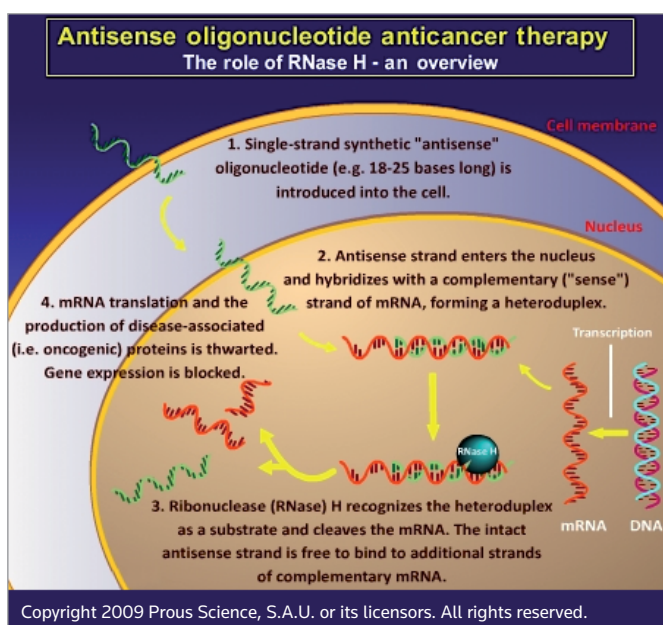 Antisense oligonucleotide anticancer therapy
The role of RNase H - an overview
Cell membrane
1. Single-strand synthetic "antisense"
oligonucleotide (e.g. 18-25 bases long) is
introduced into the cell.
Nucleus
2. Antisense strand enters the nucleus
and hybridizes with a complementary ("sense")
strand of mRNA, forming a heteroduplex.
4. mRNA translation and the
production of disease-associated
(i.e. oncogenic) proteins is thwarted.
Gene expression is blocked.
Transcription
RNase H
3. Ribonuclease (RNase) H recognizes the heteroduplex
as a substrate and cleaves the mRNA. The intact
antisense strand is free to bind to additional strands
of complementary mRNA.
mRNA
DNA
Copyright 2009 Prous Science, S.A.U. or its licensors. All rights reserved.